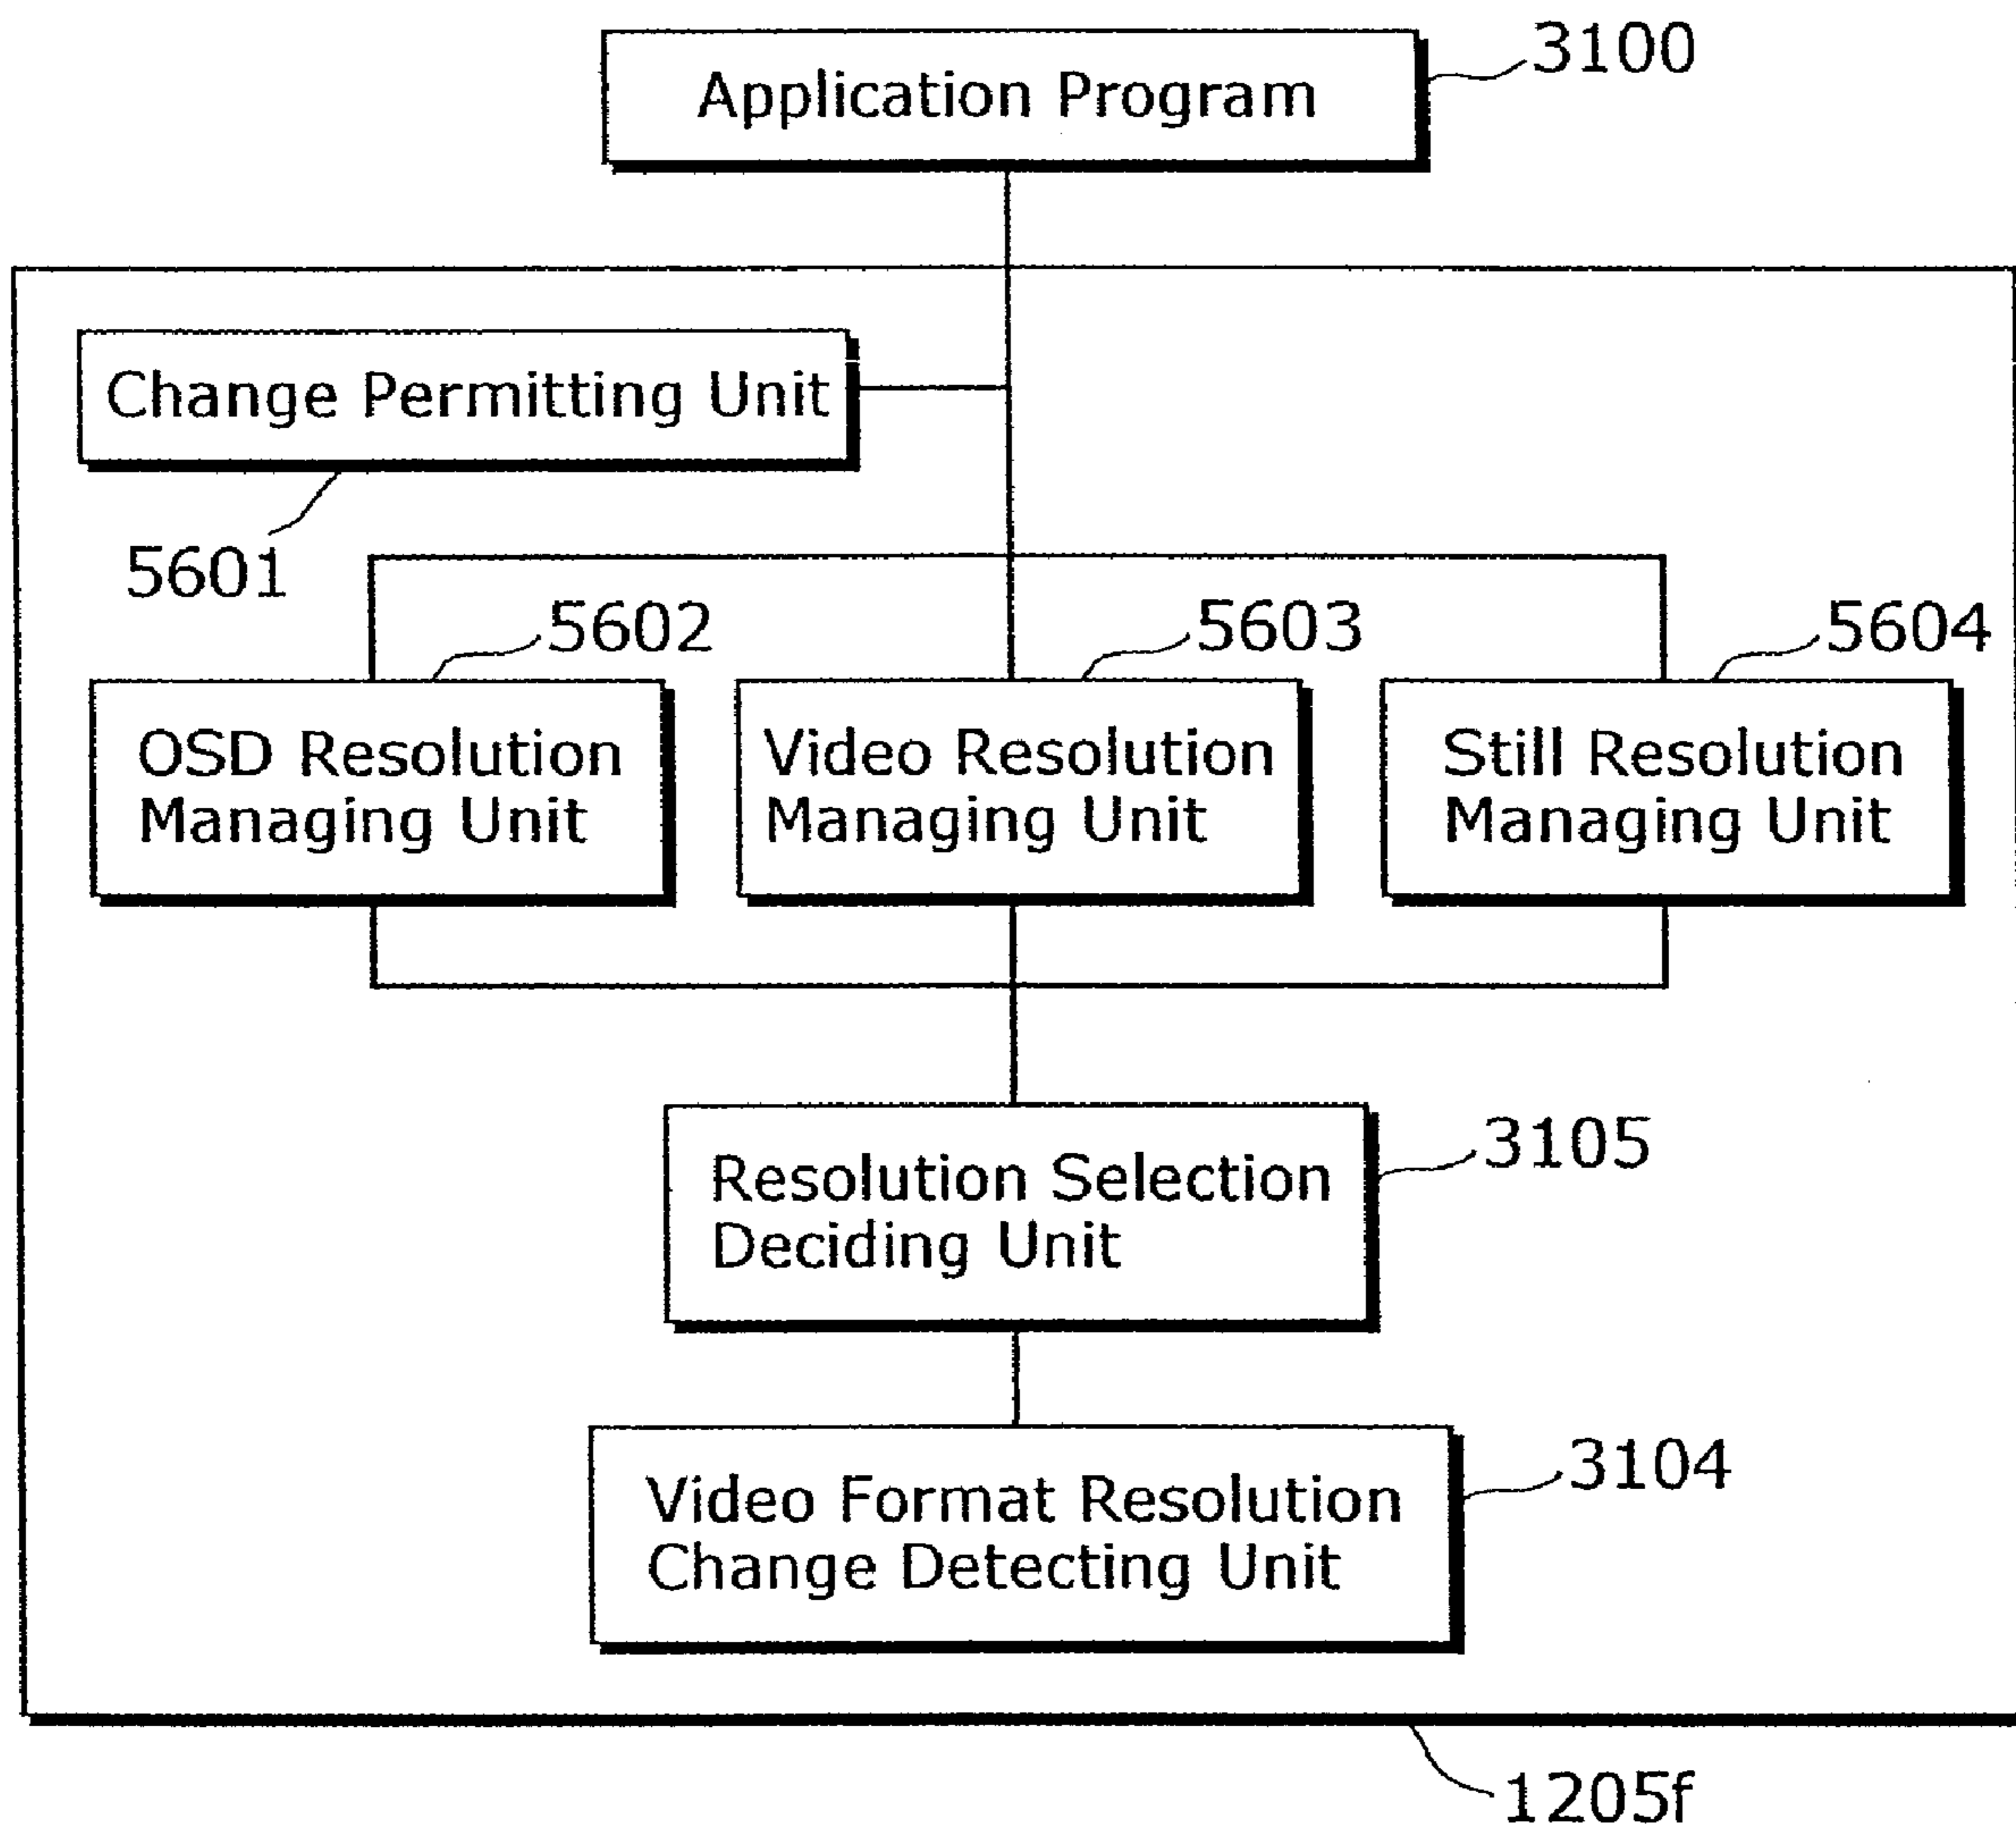 3100
Application Program
Change Permitting Unit
5601
5602
5603
5604
OSD Resolution
Managing Unit
Video Resolution
Managing Unit
Still Resolution
Managing Unit
3105
Resolution Selection
Deciding Unit
3104
Video Format Resolution
Change Detecting Unit
1205f